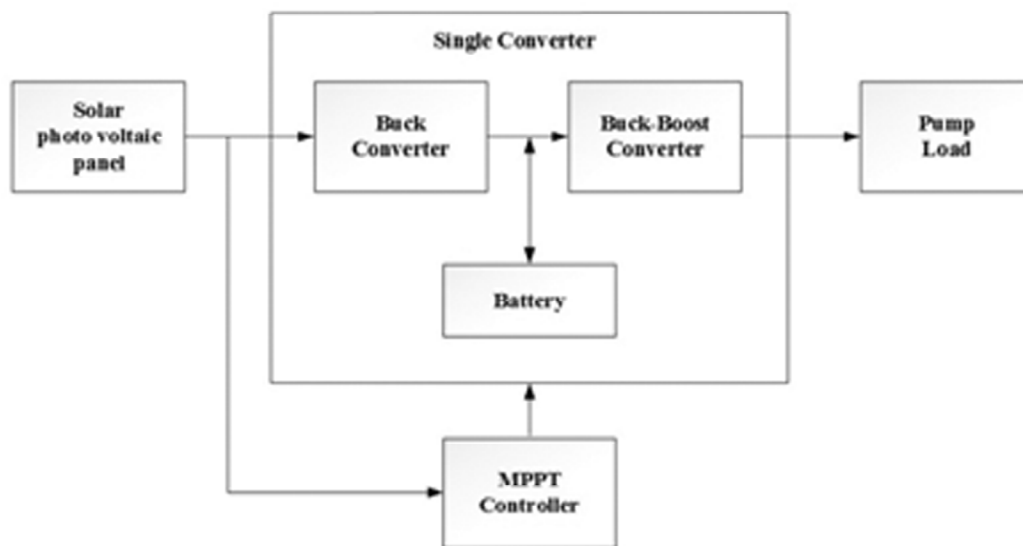 Single Converter
Solar
photo voltaic
panel
Buck
Converter
Buck-Boost
Converter
Pump
Load
Battery
MPPT
Controller